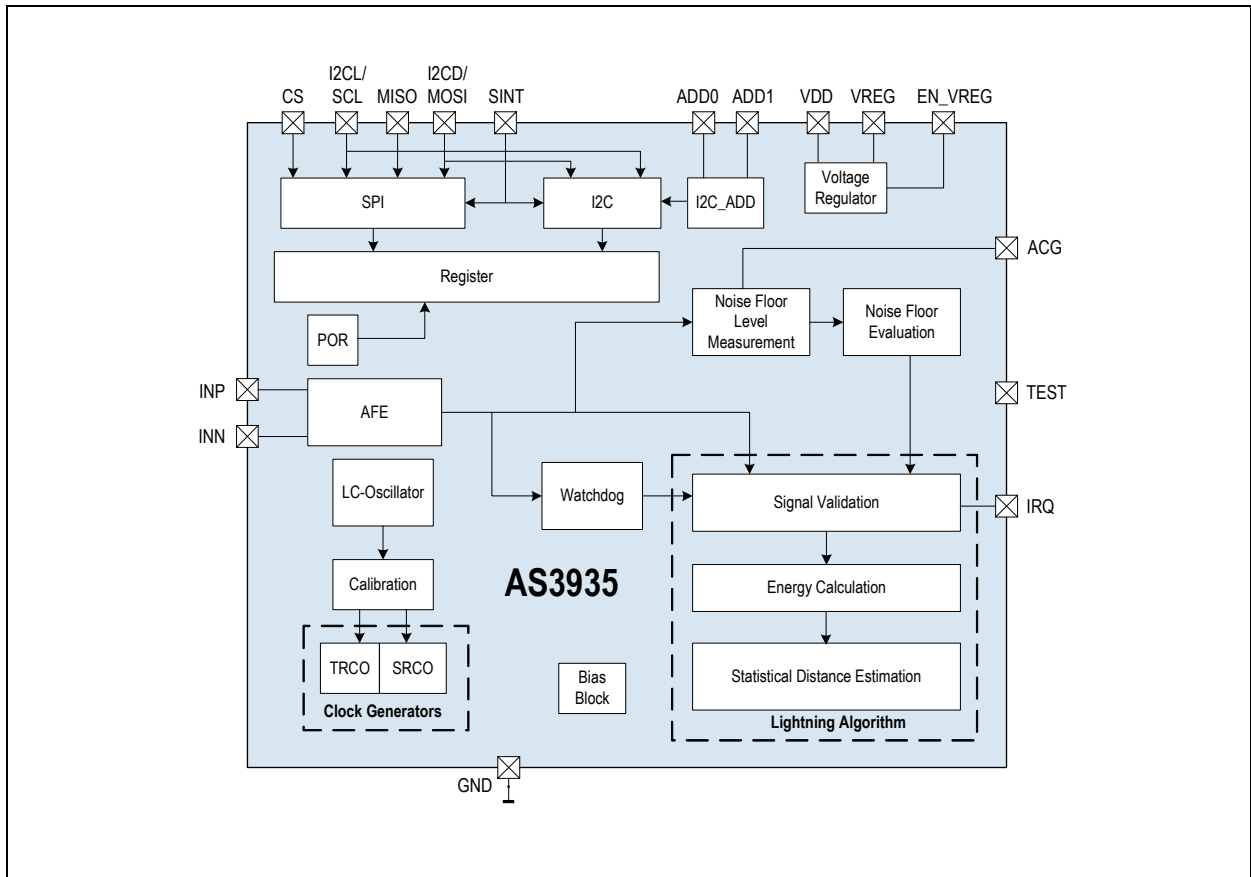 I2CL/ I2CD/
CS SCL MISO MOSI SINT ADD0 ADD1 VDD VREG EN_VREG
SPI
I2C
I2C_ADD
Voltage
Regulator
ACG
Register
Noise Floor
Level
Measurement
Noise Floor
Evaluation
POR
INP
AFE
TEST
INN
LC-Oscillator
Watchdog
Signal Validation
IRQ
Calibration
AS3935
Energy Calculation
TRCO
SRCO
Clock Generators
Bias
Block
Statistical Distance Estimation
Lightning Algorithm
GND